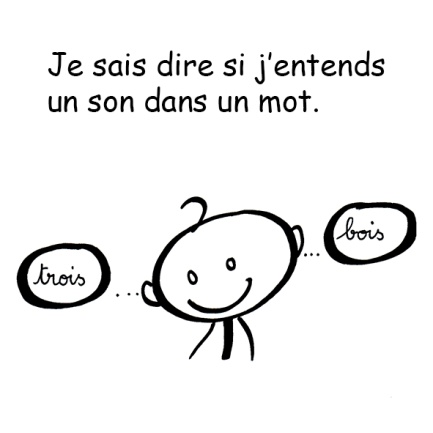 Je sais dire si j'entends
un son dans un mot.
trois
bois